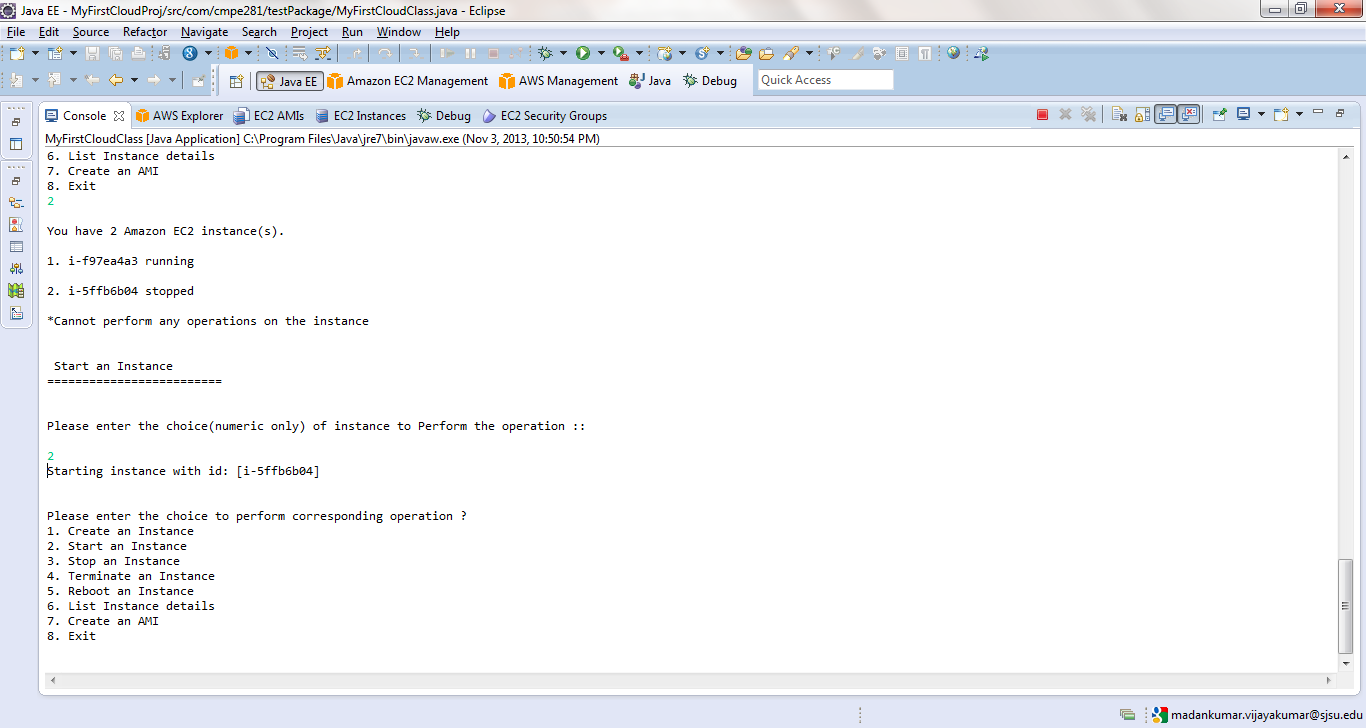 Java EE - MyFirstCloudProj/src/com/cmpe281/testPackage/MyFirstCloudClass.java - Eclipse
File Edit Source Refactor Navigate Search Project Run Window Help
Java EE Amazon EC2 Management AWS Management Java Debug Quick Access
Console AWS Explorer EC2 AMIs EC2 Instances Debug EC2 Security Groups
MyFirstCloudClass [Java Application] C:\Program Files\Java\jre7\bin\javaw.exe (Nov 3, 2013, 10:50:54 PM)
6. List Instance details
7. Create an AMI
8. Exit
2
You have 2 Amazon EC2 instance(s).
1. i-f97ea4a3 running
2. i-5ffb6b04 stopped
*Cannot perform any operations on the instance
Start an Instance
=========================
Please enter the choice(numeric only) of instance to Perform the operation ::
2
Starting instance with id: [i-5ffb6b04]
Please enter the choice to perform corresponding operation ?
1. Create an Instance
2. Start an Instance
3. Stop an Instance
4. Terminate an Instance
5. Reboot an Instance
6. List Instance details
7. Create an AMI
8. Exit
madankumar.vijayakumar@sjsu.edu